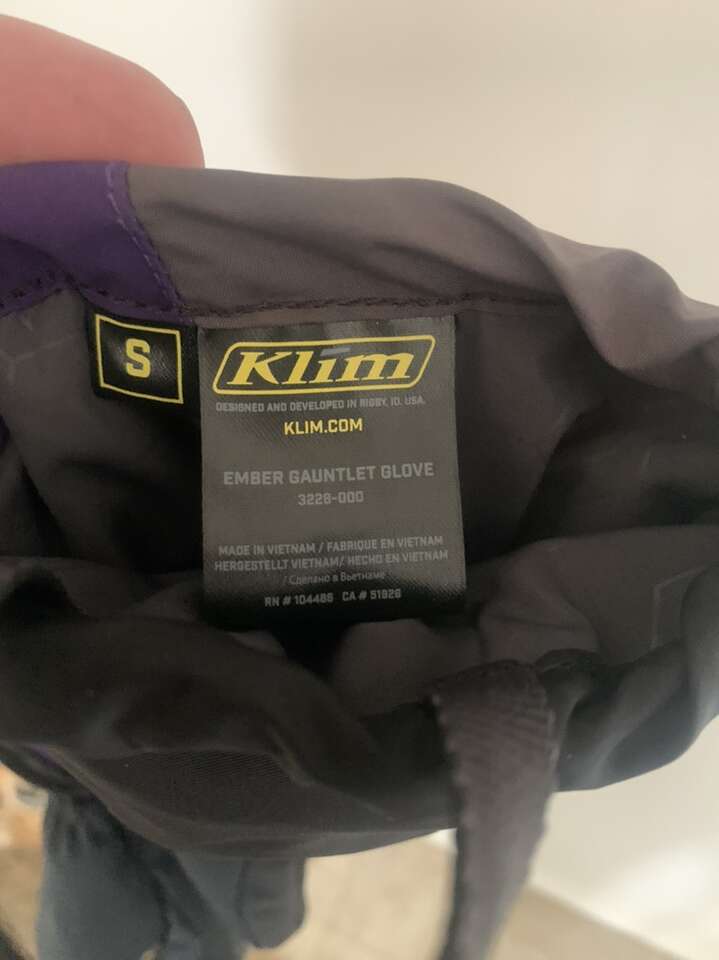 S
Klim
DESIGNED AND DEVELOPED IN RIGBY, ID. USA.
KLIM.COM
EMBER GAUNTLET GLOVE
3228-000
MADE IN VIETNAM / FABRIQUE EN VIETNAM
HERGESTELLT VIETNAM/ HECHO EN VIETNAM
/ Сделано в Вьетнаме
RN # 104486 CA # 51926